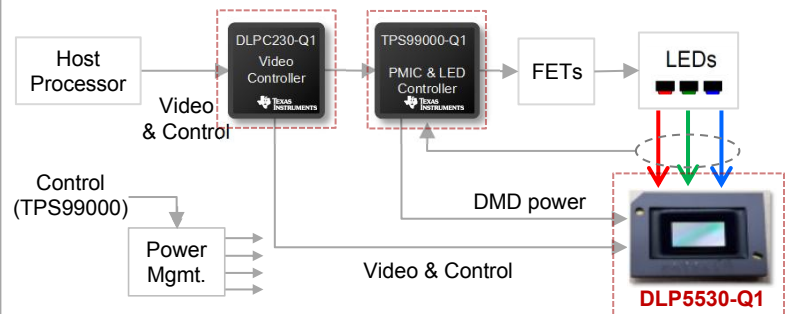 Host
Processor
DLPC230-Q1
Video
Controller
TEXAS
INSTRUMENTS
TPS99000-Q1
PMIC & LED
Controller
TEXAS
INSTRUMENTS
FETs
LEDs
Video
& Control
Control
(TPS99000)
Power
Mgmt.
DMD power
Video & Control
DLP5530-Q1